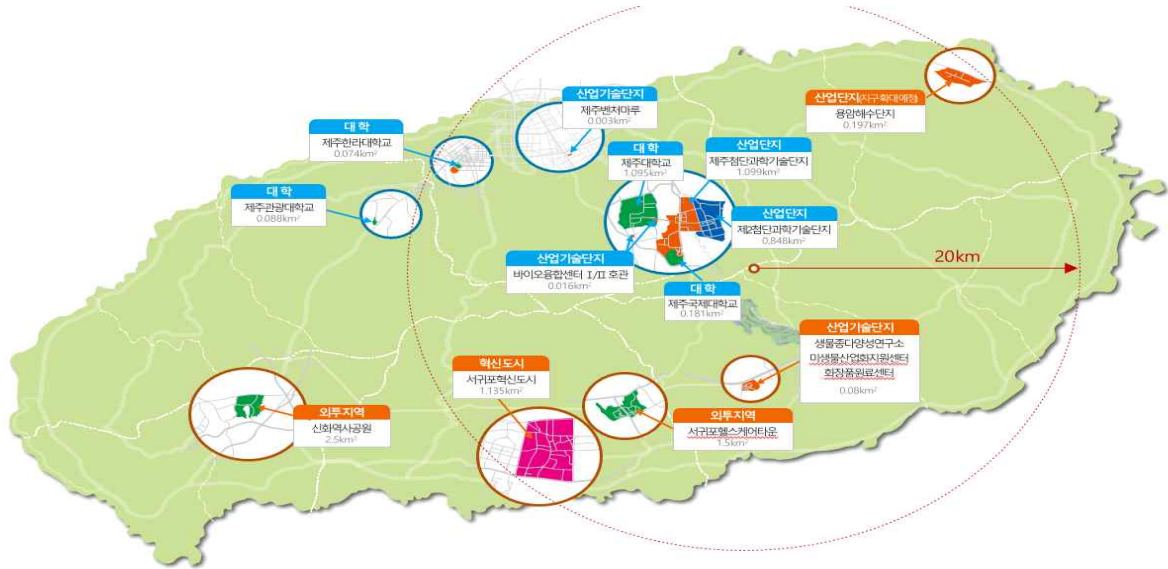 산업단지(지구확대예정)
용암해수단지
0.197km²
산업기술단지
제주벤처마루
0.003km²
대 학
제주한라대학교
0.074km²
대 학
제주대학교
1.095km²
산업단지
제주첨단과학기술단지
1.099km²
대 학
제주관광대학교
0.088km²
산업단지
제2첨단과학기술단지
0.848km²
산업기술단지
바이오융합센터 I/II 호관
0.016km²
20km
대 학
제주국제대학교
0.181km²
산업기술단지
생물종다양성연구소
미생물산업화지원센터
화장품원료센터
0.08km²
혁신도시
서귀포혁신도시
1.135km²
외투지역
신화역사공원
2.5km²
외투지역
서귀포헬스케어타운
1.5km²